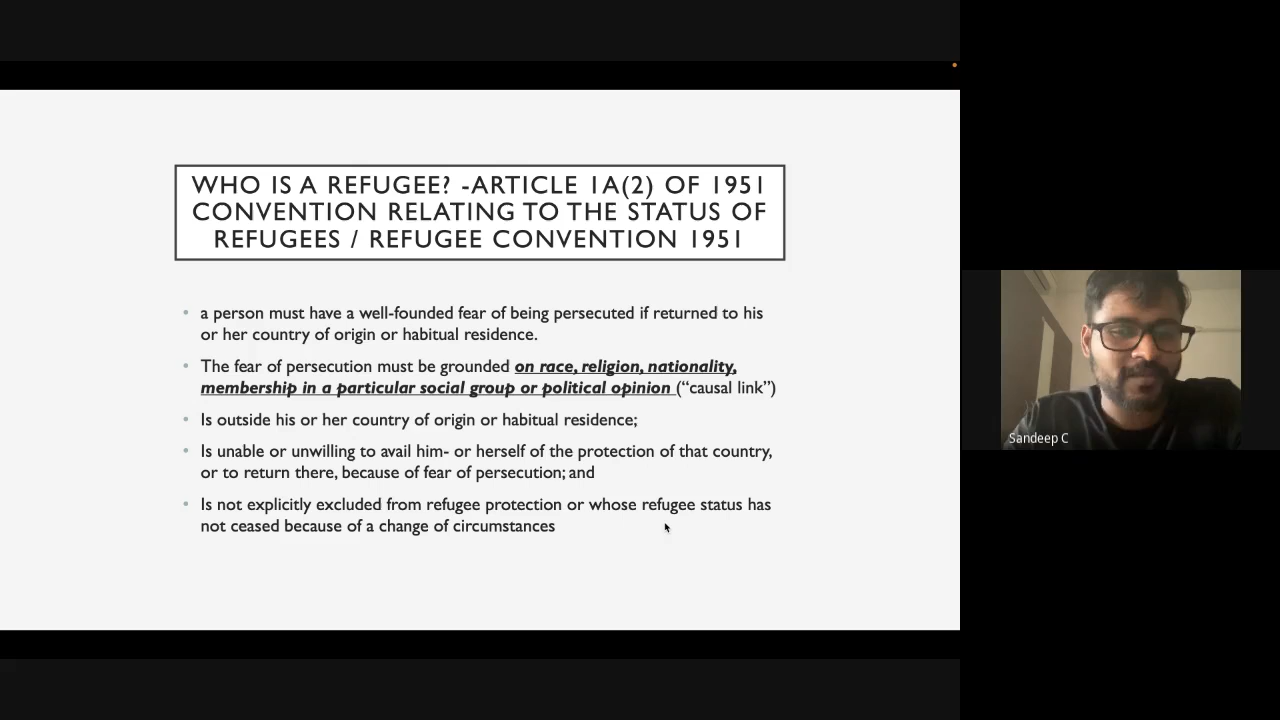 WHO IS A REFUGEE? -ARTICLE 1A(2) OF 1951
CONVENTION RELATING TO THE STATUS OF
REFUGEES / REFUGEE CONVENTION 1951
• a person must have a well-founded fear of being persecuted if returned to his
or her country of origin or habitual residence.
• The fear of persecution must be grounded on race, religion, nationality,
membership in a particular social group or political opinion (“causal link”)
• Is outside his or her country of origin or habitual residence;
• Is unable or unwilling to avail him- or herself of the protection of that country,
or to return there, because of fear of persecution; and
• Is not explicitly excluded from refugee protection or whose refugee status has
not ceased because of a change of circumstances
Sandeep C